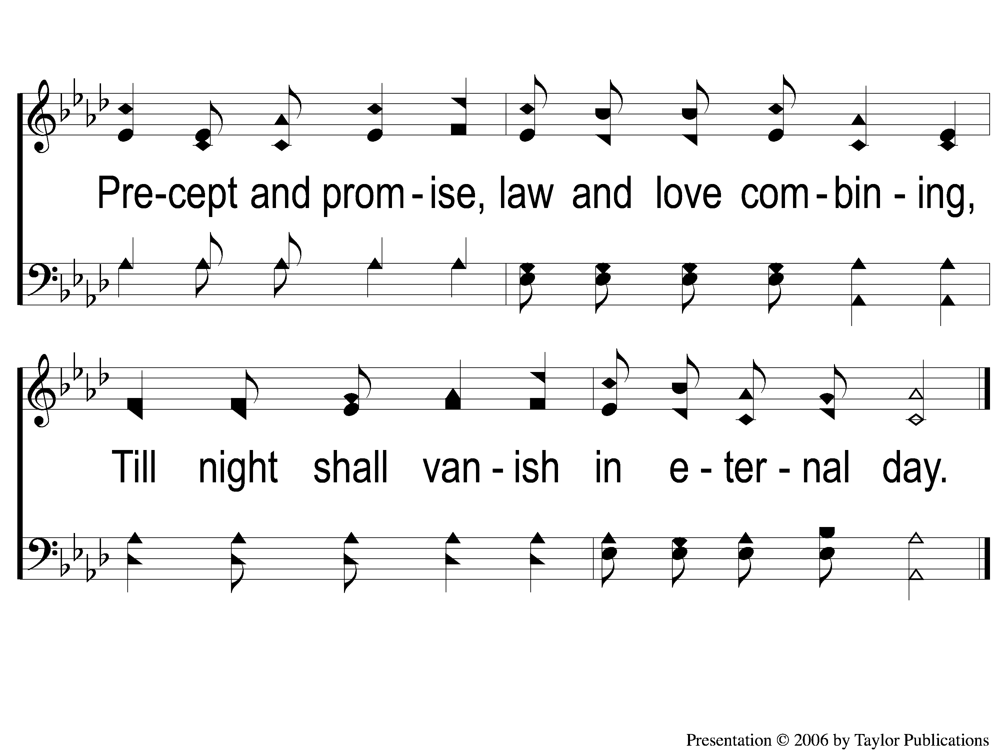 Pre-cept and prom-ise, law and love com-bin-ing,
Till night shall van-ish in e-ter-nal day.
Presentation © 2006 by Taylor Publications